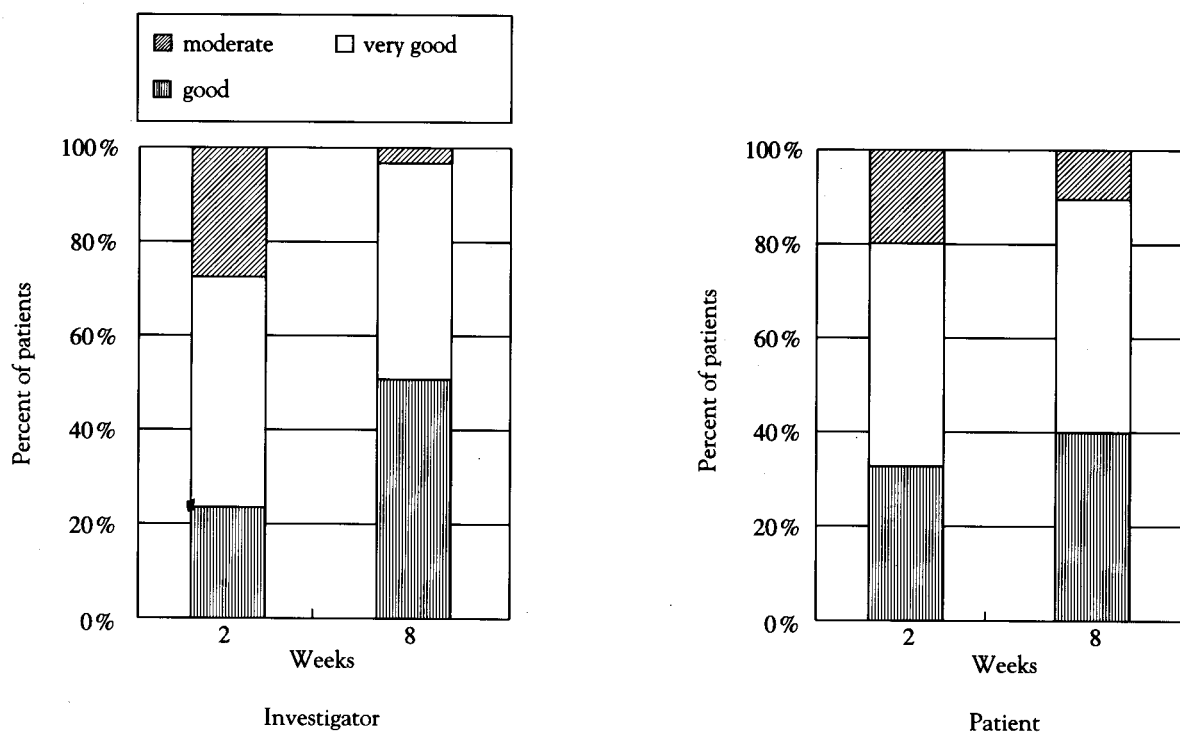 moderate very good
good
100%
80%
60%
40%
20%
0%
Percent of patients
2 8
Weeks
Investigator
100%
80%
60%
40%
20%
0%
Percent of patients
2 8
Weeks
Patient